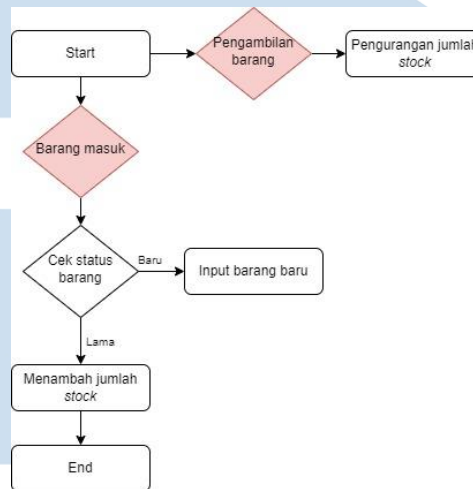 Start
Pengambilan
barang
Pengurangan jumlah
stock
Barang masuk
Cek status
barang
Baru
Input barang baru
Lama
Menambah jumlah
stock
End